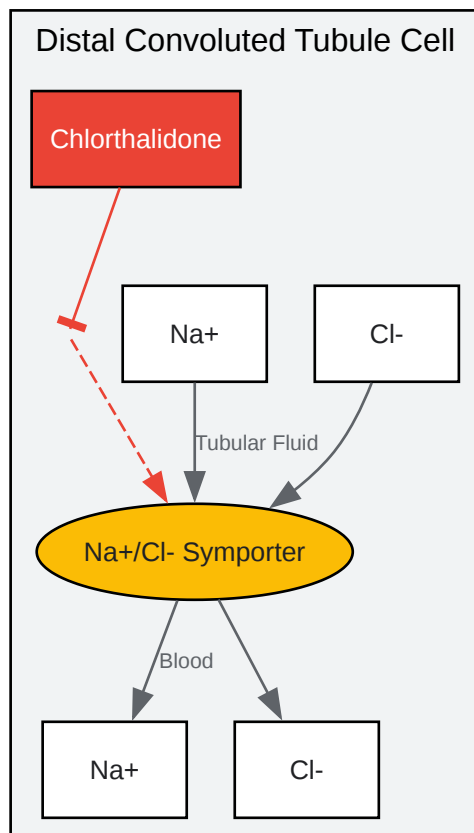 Distal Convoluted Tubule Cell
Chlorthalidone
Na+
Cl-
Tubular Fluid
Na+/Cl- Symporter
Blood
Na+
Cl-